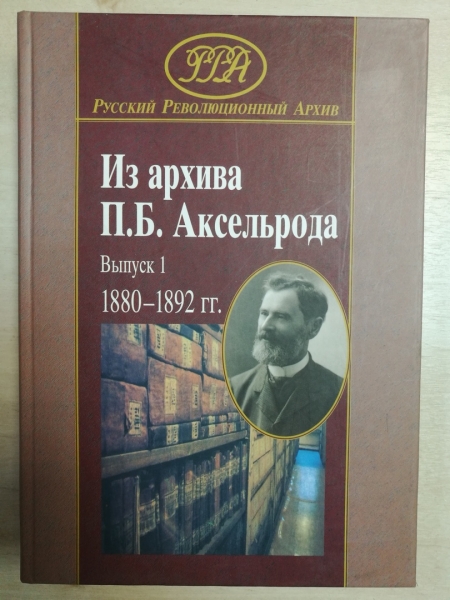 РРА
Русский Революционный Архив
Из архива
П.Б. Аксельрода
Выпуск 1
1880–1892 гг.